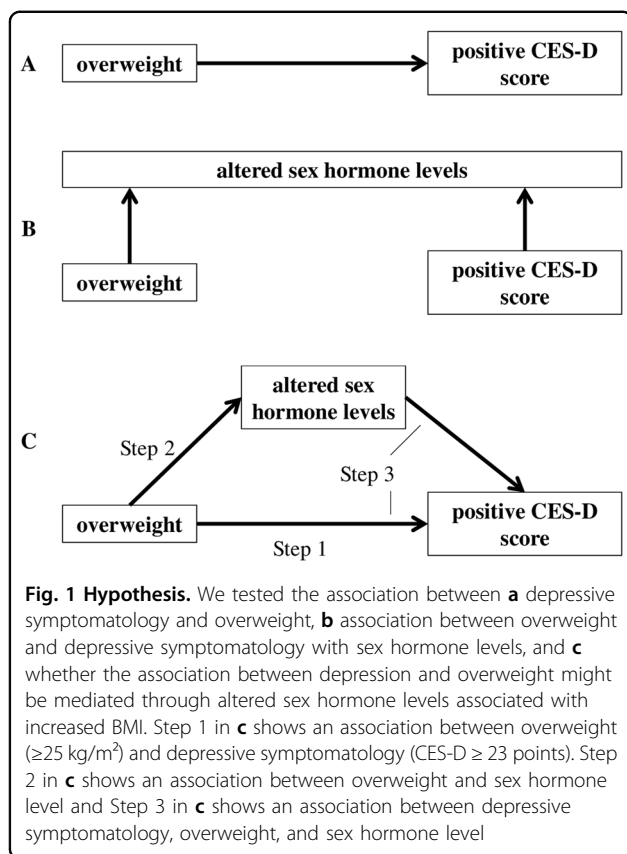 A
overweight
positive CES-D
score
altered sex hormone levels
B
overweight
positive CES-D
score
altered sex
hormone levels
C
Step 2
Step 3
overweight
positive CES-D
score
Step 1
Fig. 1 Hypothesis. We tested the association between a depressive
symptomatology and overweight, b association between overweight
and depressive symptomatology with sex hormone levels, and c
whether the association between depression and overweight might
be mediated through altered sex hormone levels associated with
increased BMI. Step 1 in c shows an association between overweight
(≥25 kg/m²) and depressive symptomatology (CES-D ≥ 23 points). Step
2 in c shows an association between overweight and sex hormone
level and Step 3 in c shows an association between depressive
symptomatology, overweight, and sex hormone level